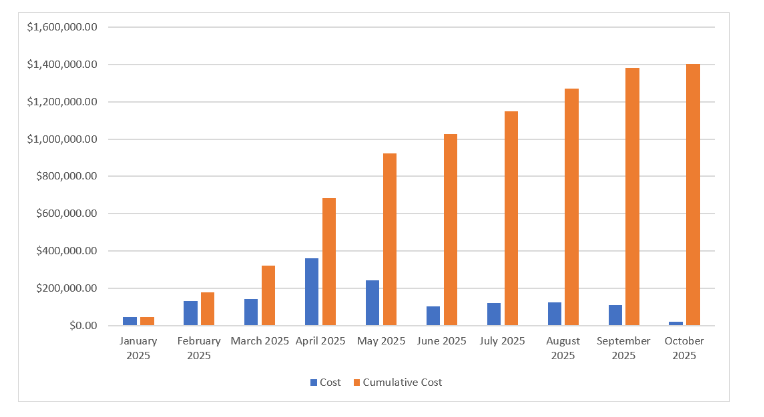 $1,600,000.00
$1,400,000.00
$1,200,000.00
$1,000,000.00
$800,000.00
$600,000.00
$400,000.00
$200,000.00
$0.00
January 2025
February 2025
March 2025
April 2025
May 2025
June 2025
July 2025
August 2025
September 2025
October 2025
Cost
Cumulative Cost